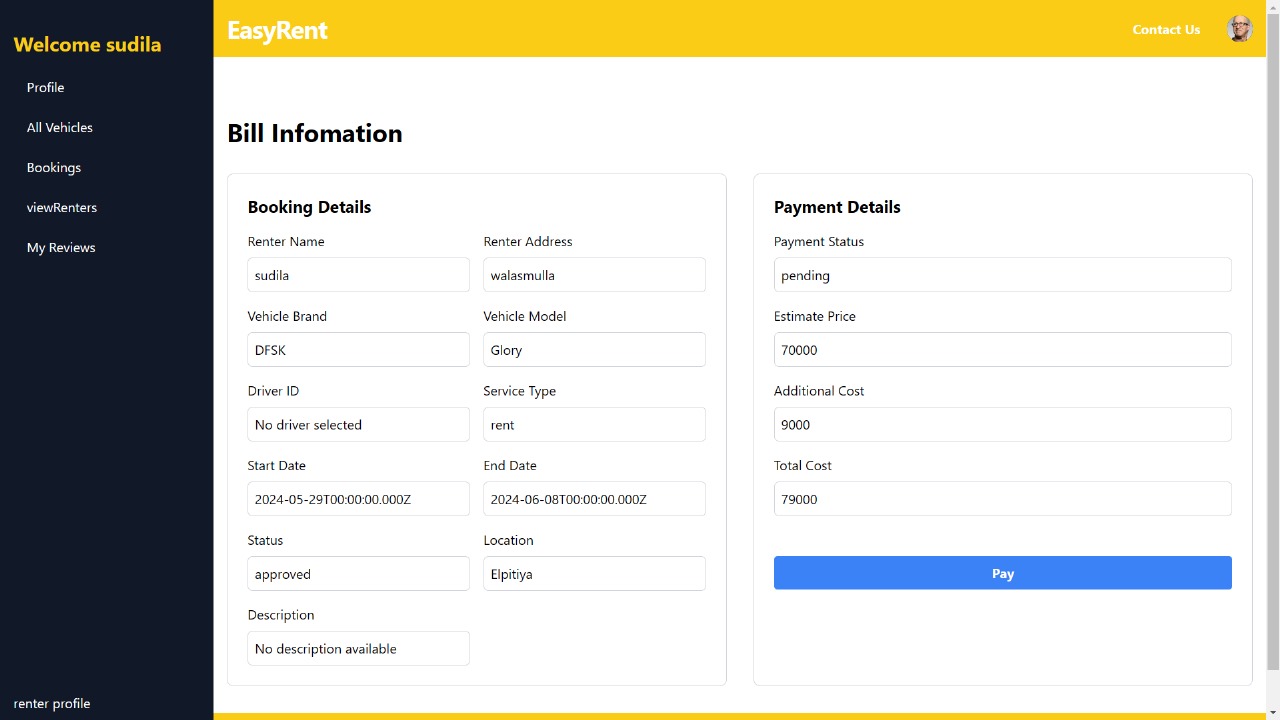 Welcome sudila
Profile
All Vehicles
Bookings
viewRenters
My Reviews
renter profile
EasyRent
Contact Us
Bill Infomation
Booking Details
Renter Name
Renter Address
sudila
walasmulla
Vehicle Brand
Vehicle Model
DFSK
Glory
Driver ID
Service Type
No driver selected
rent
Start Date
End Date
2024-05-29T00:00:00.000Z
2024-06-08T00:00:00.000Z
Status
Location
approved
Elpitiya
Description
No description available
Payment Details
Payment Status
pending
Estimate Price
70000
Additional Cost
9000
Total Cost
79000
Pay